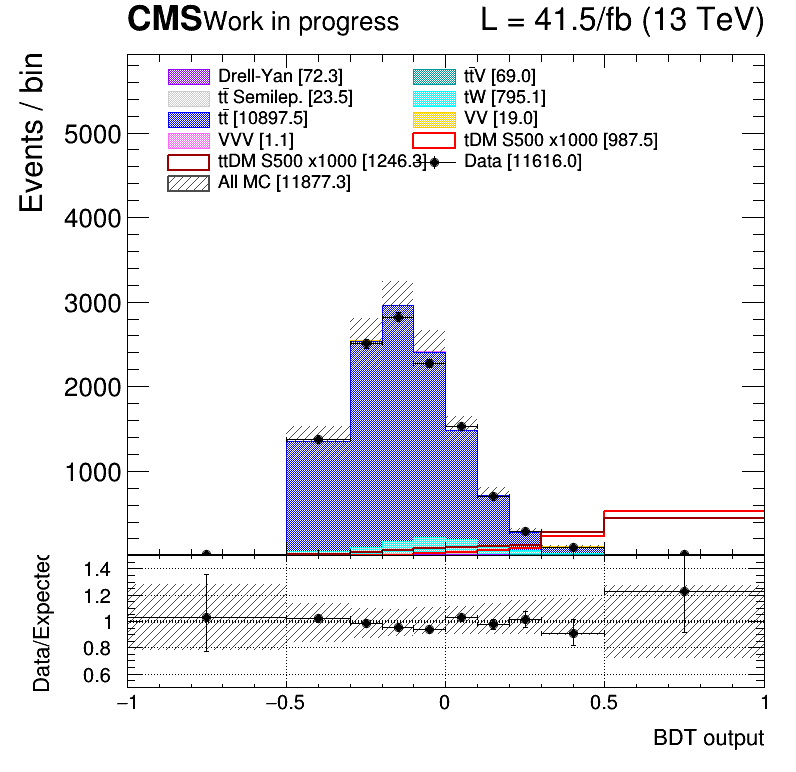 CMS Work in progress L = 41.5/fb (13 TeV)
Events / bin
Drell-Yan [72.3] tt̄V [69.0]
tt̄ Semilep. [23.5] tW [795.1]
tt̄ [10897.5] VV [19.0]
VVV [1.1] tDM S500 x1000 [987.5]
ttDM S500 x1000 [1246.3] Data [11616.0]
All MC [11877.3]
5000
4000
3000
2000
1000
Data/Expected
1.4
1.2
1
0.8
0.6
−1 −0.5 0 0.5 1
BDT output